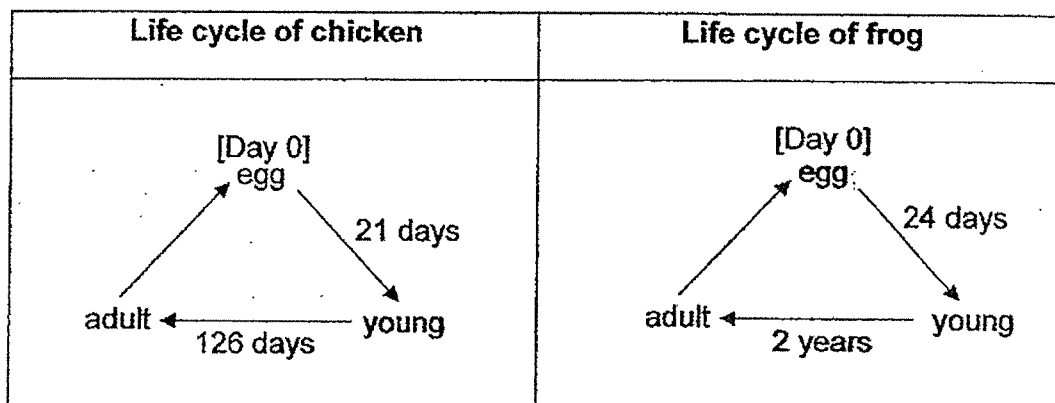 Life cycle of chicken
Life cycle of frog
[Day 0]
egg
21 days
adult
young
126 days
[Day 0]
egg
24 days
adult
young
2 years